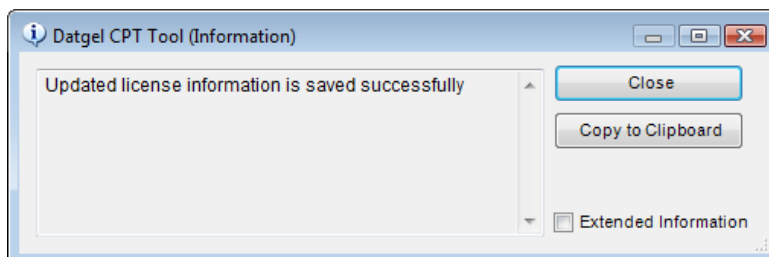 Datgel CPT Tool (Information)
Updated license information is saved successfully
Close
Copy to Clipboard
Extended Information